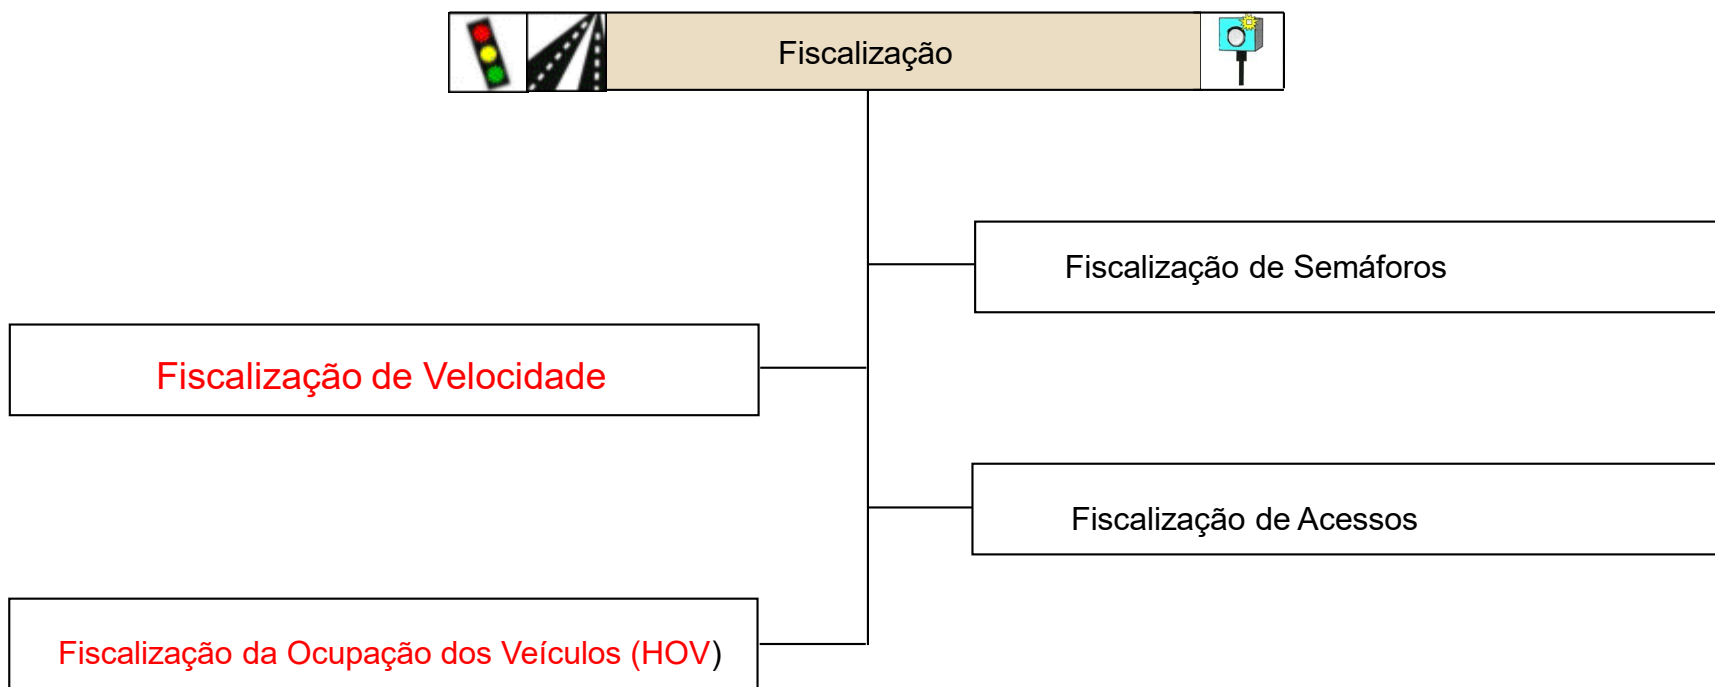 Fiscalização
Fiscalização de Semáforos
Fiscalização de Velocidade
Fiscalização de Acessos
Fiscalização da Ocupação dos Veículos (HOV)